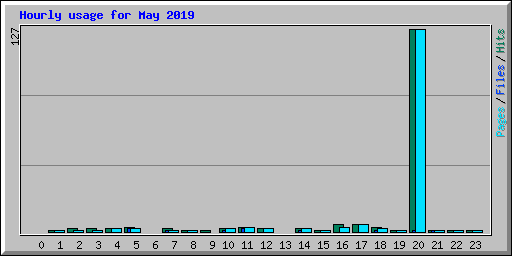 Hourly usage for May 2019
127
Pages/Files/Hits
0 1 2 3 4 5 6 7 8 9 10 11 12 13 14 15 16 17 18 19 20 21 22 23